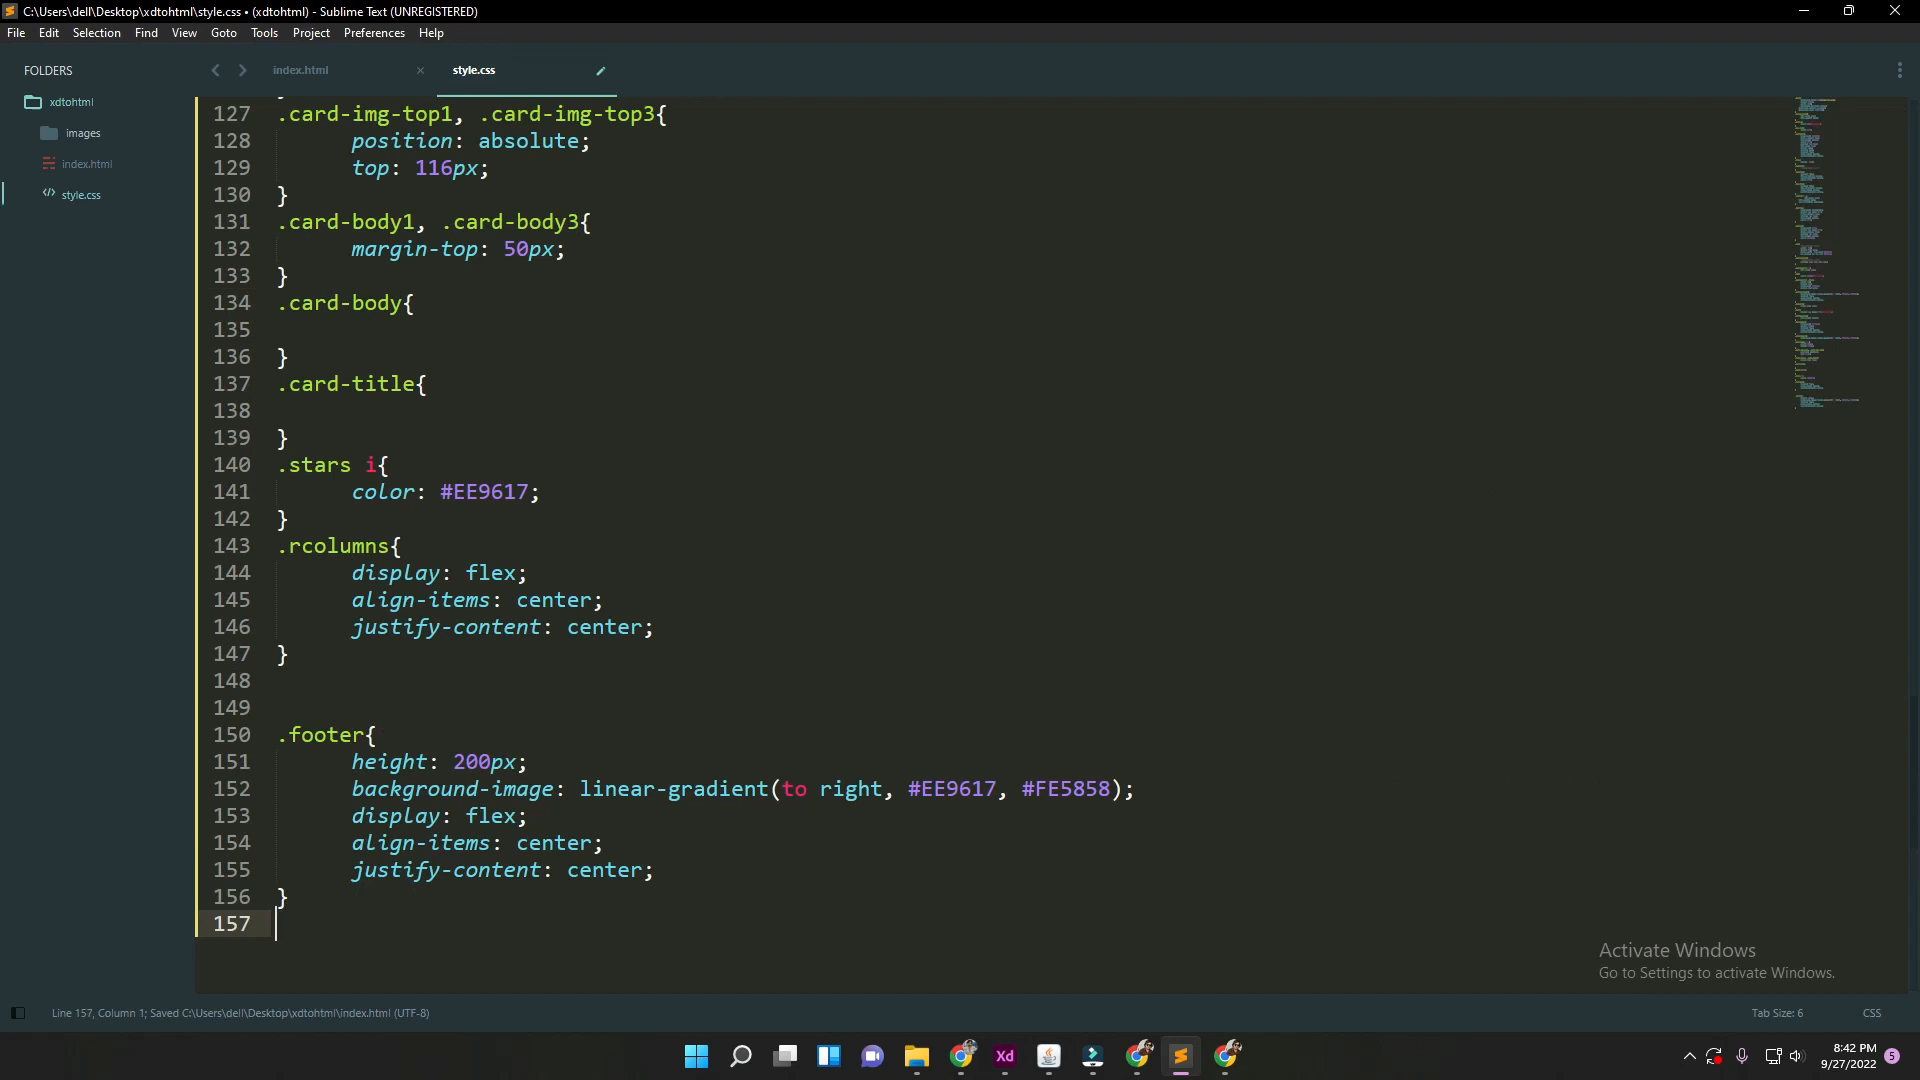 C:\Users\dell\Desktop\xdtohtml\style.css • (xdtohtml) - Sublime Text (UNREGISTERED)
File Edit Selection Find View Goto Tools Project Preferences Help
FOLDERS
xdtohtml
images
index.html
style.css
index.html
style.css
127 .card-img-top1, .card-img-top3{
128 position: absolute;
129 top: 116px;
130 }
131 .card-body1, .card-body3{
132 margin-top: 50px;
133 }
134 .card-body{
135
136 }
137 .card-title{
138
139 }
140 .stars i{
141 color: #EE9617;
142 }
143 .rcolumns{
144 display: flex;
145 align-items: center;
146 justify-content: center;
147 }
148
149
150 .footer{
151 height: 200px;
152 background-image: linear-gradient(to right, #EE9617, #FE5858);
153 display: flex;
154 align-items: center;
155 justify-content: center;
156 }
157
Activate Windows
Go to Settings to activate Windows.
Line 157, Column 1; Saved C:\Users\dell\Desktop\xdtohtml\index.html (UTF-8)
Tab Size: 6
CSS
Xd
8:42 PM
9/27/2022
5